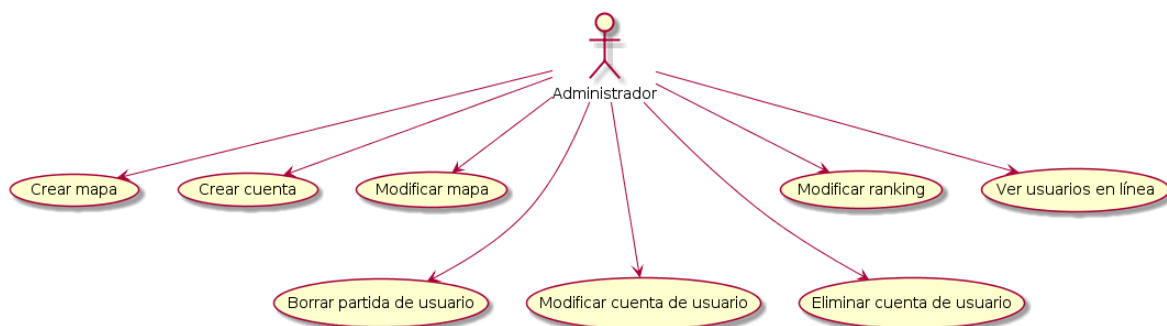 Administrador
Crear mapa
Crear cuenta
Modificar mapa
Modificar ranking
Ver usuarios en línea
Borrar partida de usuario
Modificar cuenta de usuario
Eliminar cuenta de usuario